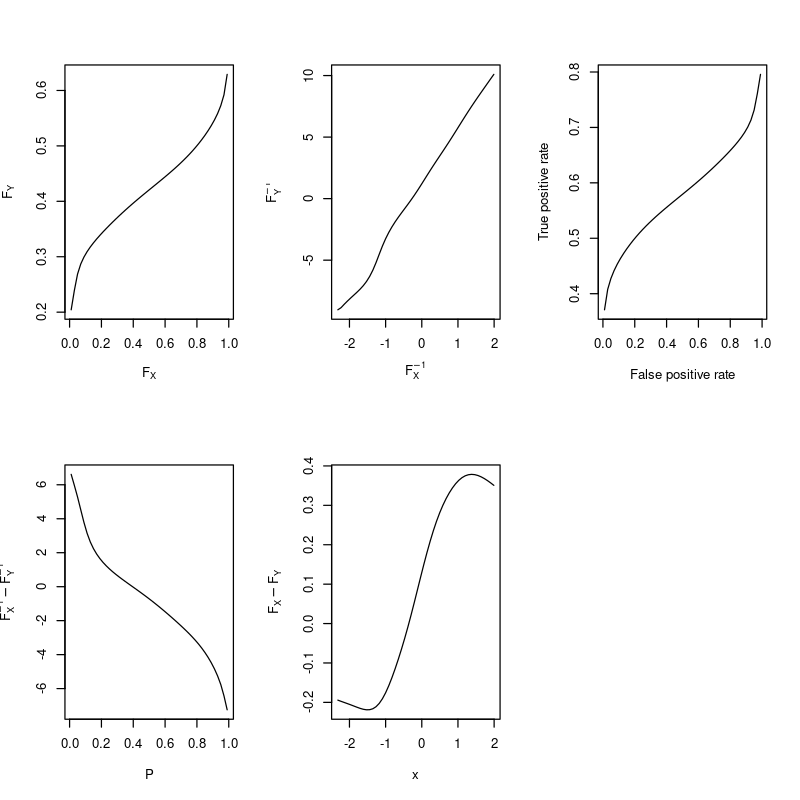 0.2 0.3 0.4 0.5 0.6
F_Y
0.0 0.2 0.4 0.6 0.8 1.0
F_X
-5 0 5 10
F_Y^−1
-2 -1 0 1 2
F_X^−1
0.4 0.5 0.6 0.7 0.8
True positive rate
0.0 0.2 0.4 0.6 0.8 1.0
False positive rate
-6 -4 -2 0 2 4 6
F_X^−1 − F_Y^−1
0.0 0.2 0.4 0.6 0.8 1.0
P
-0.2 -0.1 0.0 0.1 0.2 0.3 0.4
F_X − F_Y
-2 -1 0 1 2
x